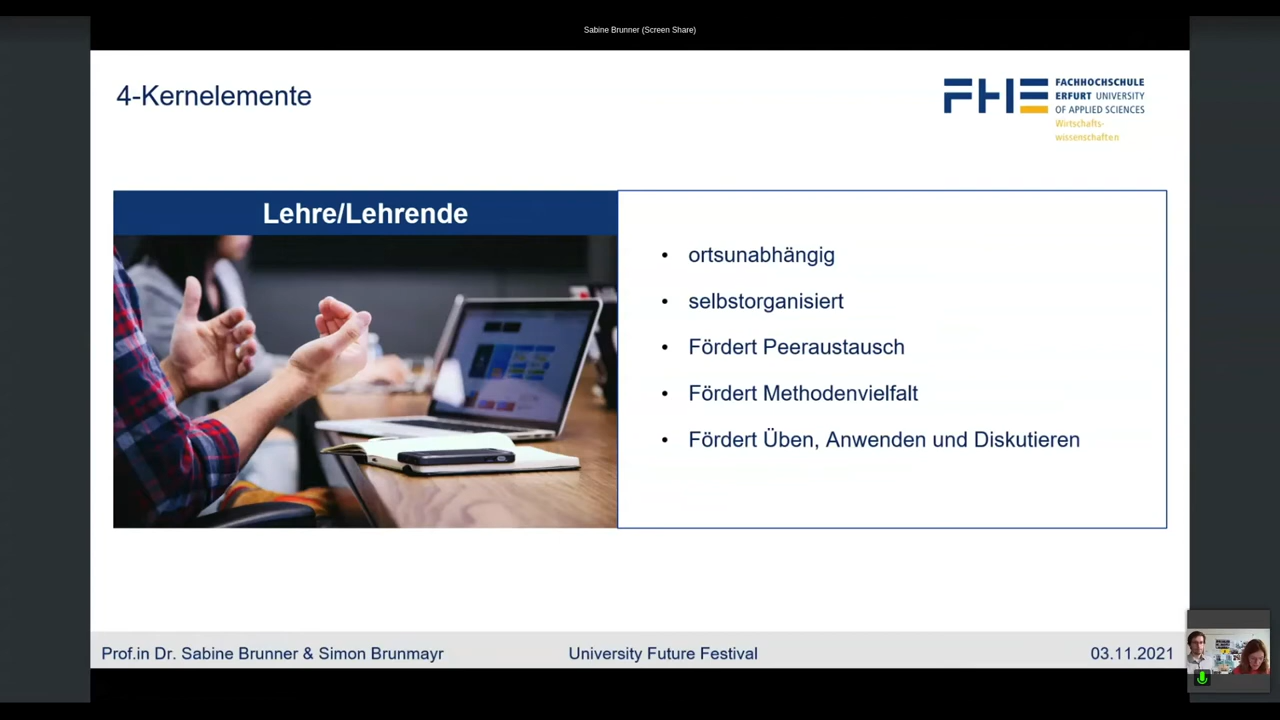 Sabine Brunner (Screen Share)
4-Kernelemente
FACHHOCHSCHULE
ERFURT UNIVERSITY
OF APPLIED SCIENCES
Wirtschafts-
wissenschaften
FHE
Lehre/Lehrende
• ortsunabhängig
• selbstorganisiert
• Fördert Peeraustausch
• Fördert Methodenvielfalt
• Fördert Üben, Anwenden und Diskutieren
Prof.in Dr. Sabine Brunner & Simon Brunmayr
University Future Festival
03.11.2021